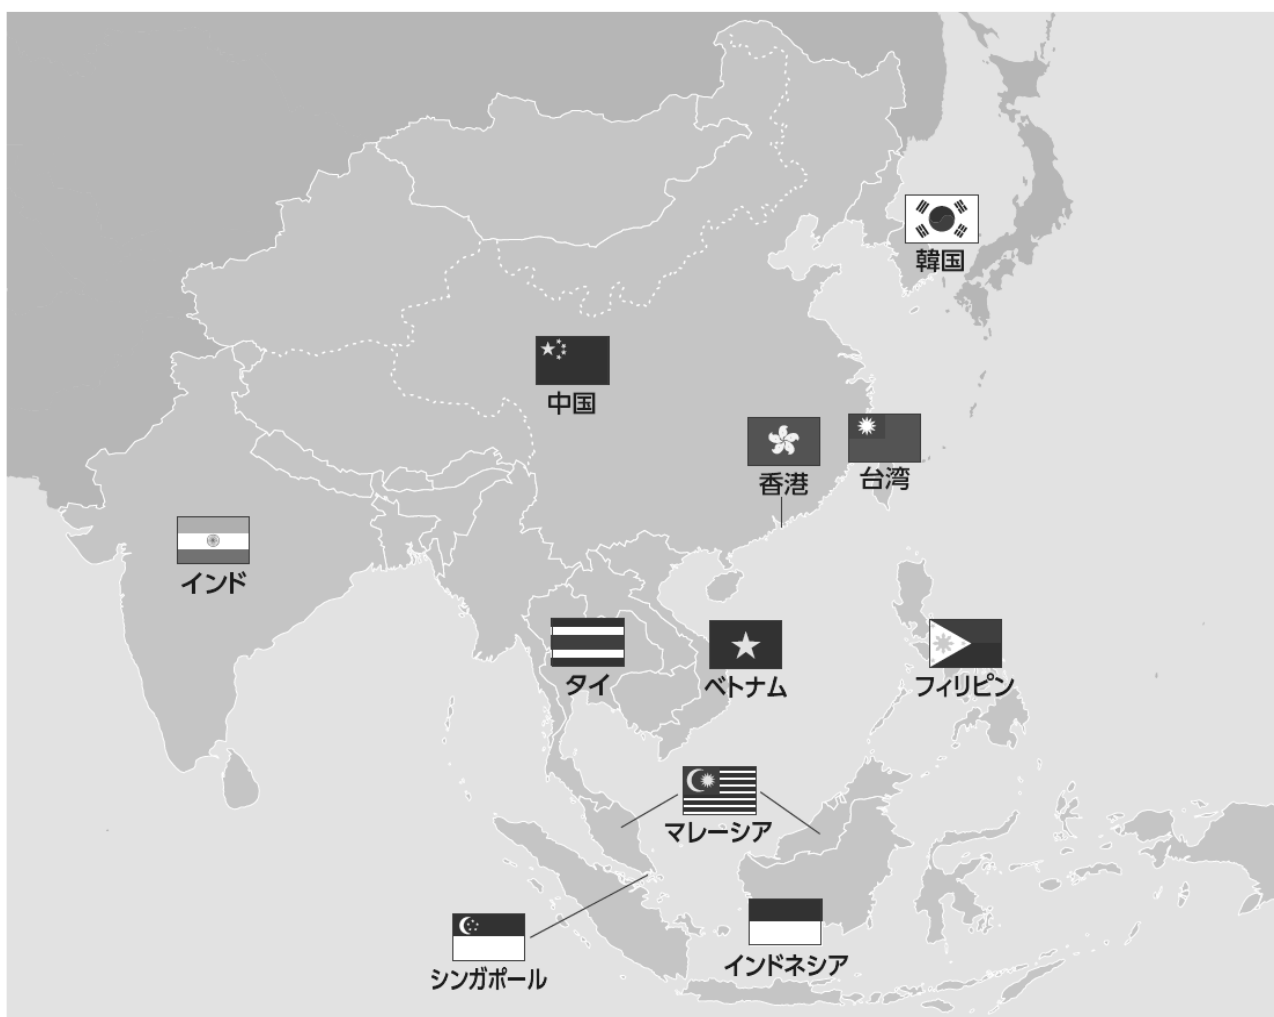 韓国
中国
香港
台湾
インド
タイ
ベトナム
フィリピン
マレーシア
シンガポール
インドネシア